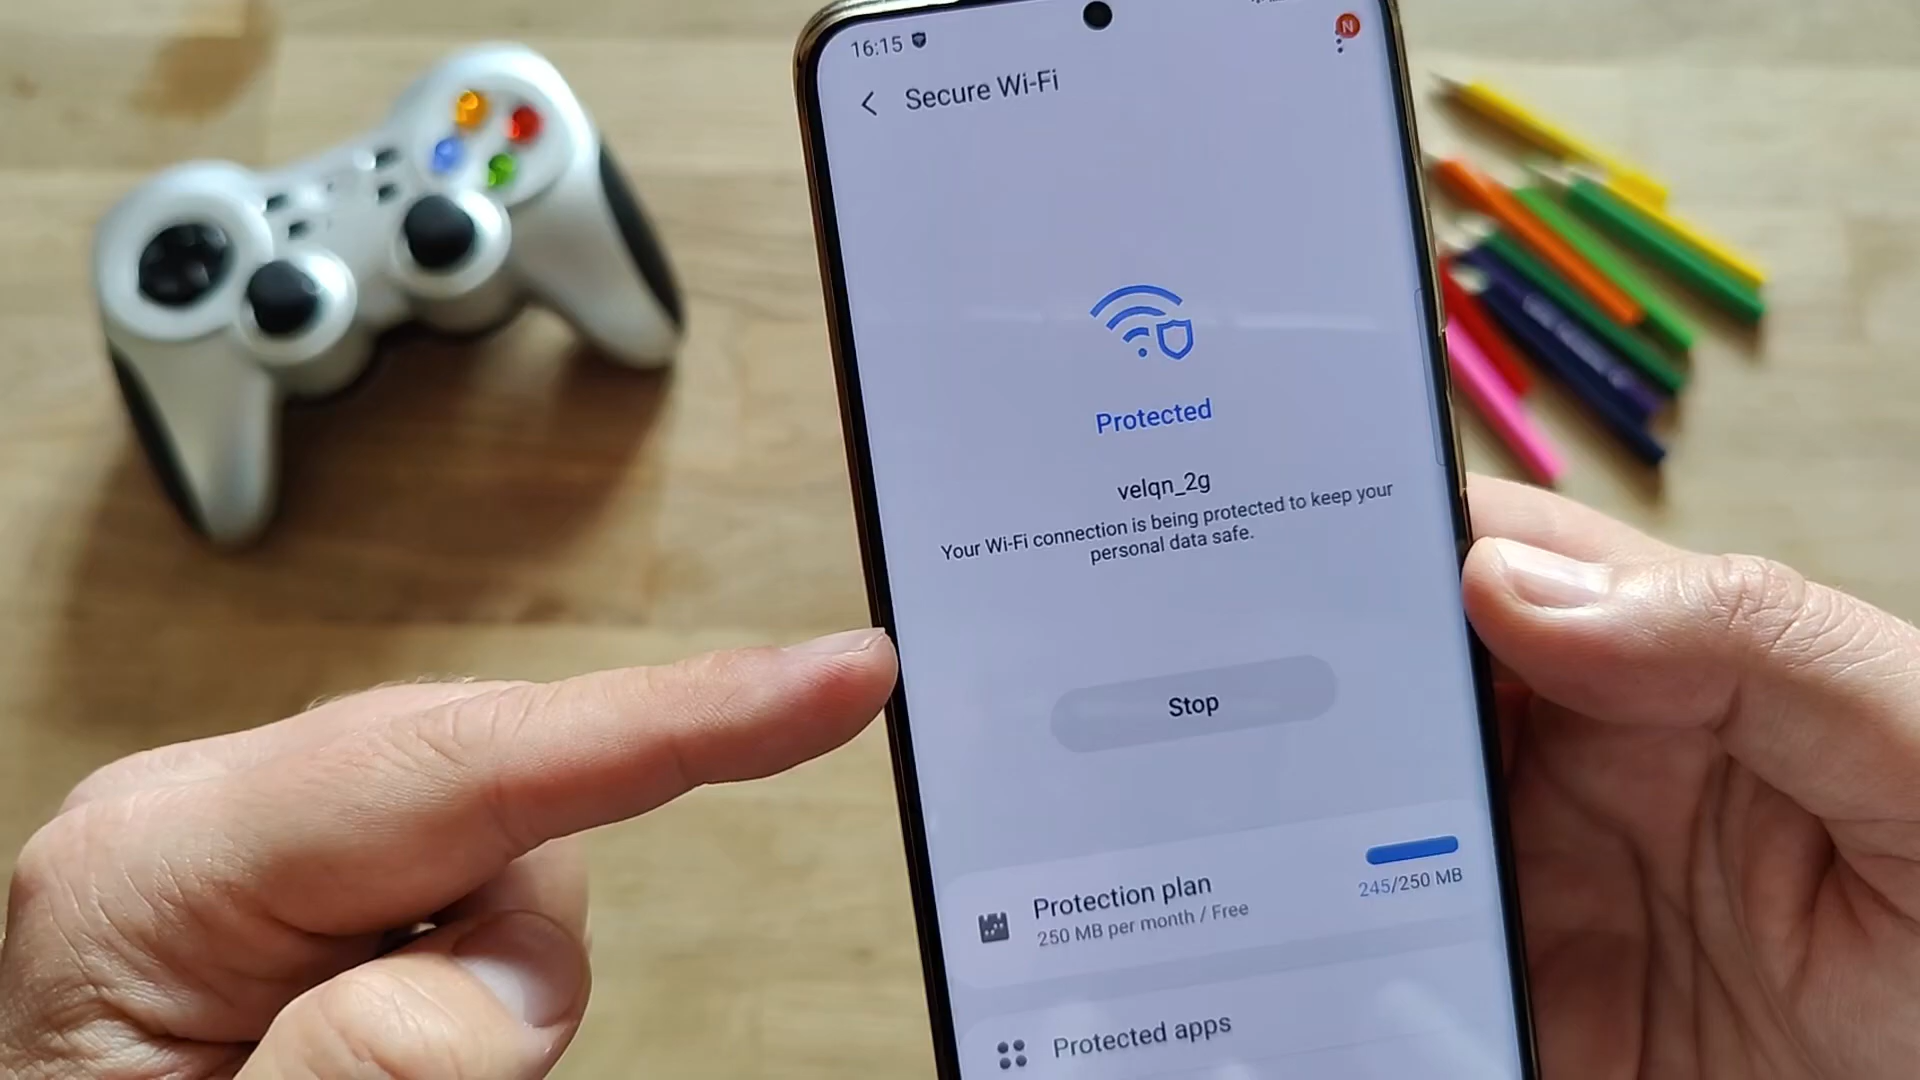 16:15
N
Secure Wi-Fi
Protected
velqn_2g
Your Wi-Fi connection is being protected to keep your
personal data safe.
Stop
Protection plan
250 MB per month / Free
245/250 MB
Protected apps